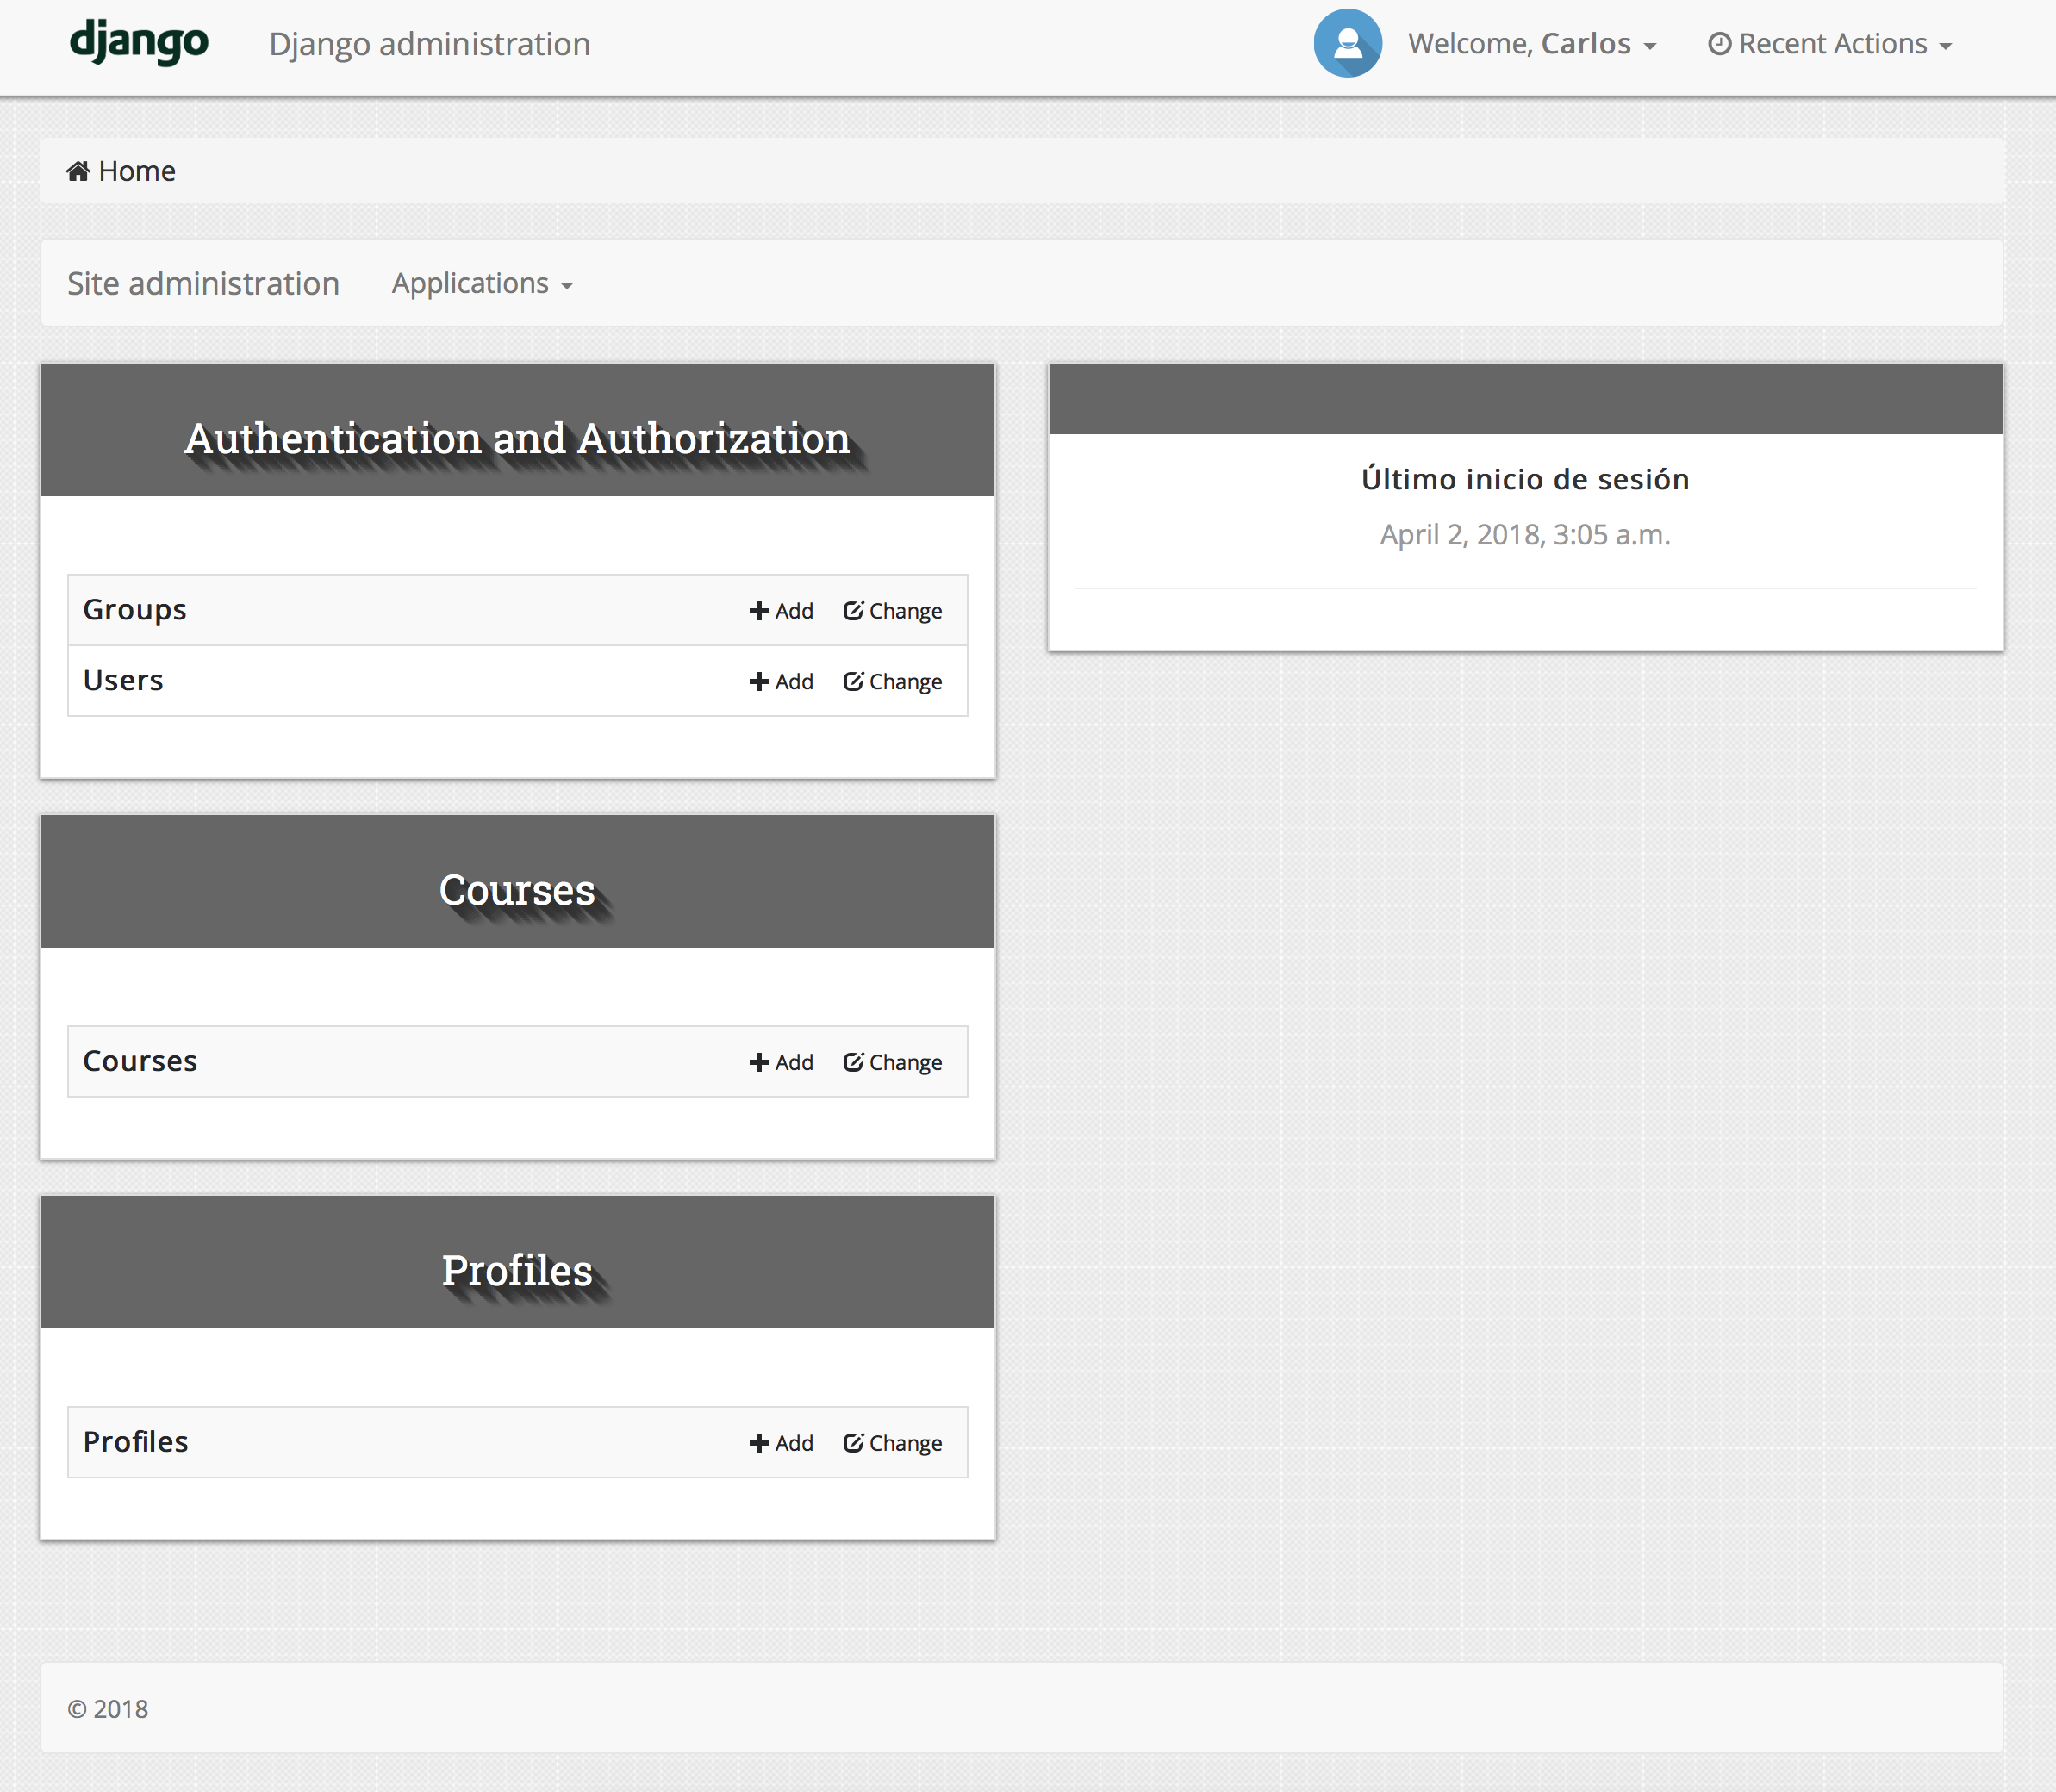 django Django administration Welcome, Carlos Recent Actions
Home
Site administration Applications
Authentication and Authorization
Groups Add Change
Users Add Change
Último inicio de sesión
April 2, 2018, 3:05 a.m.
Courses
Courses Add Change
Profiles
Profiles Add Change
© 2018